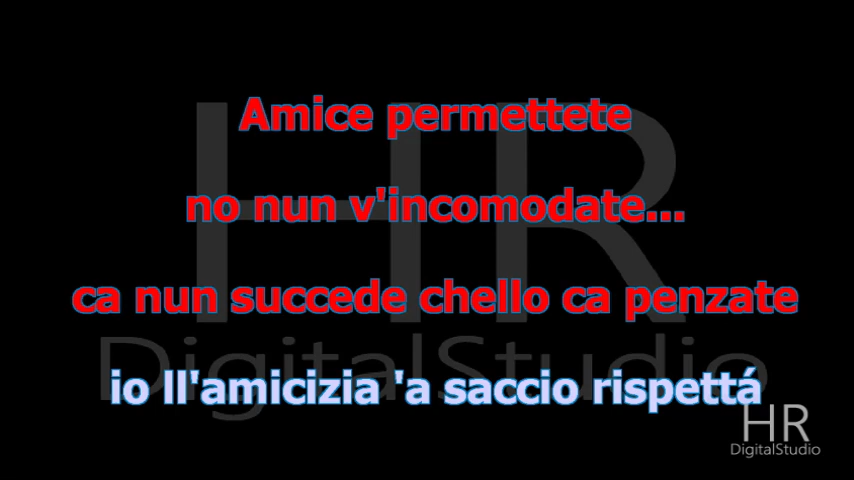 Amice permettete
no nun v'incomodate...
ca nun succede chello ca penzate
io ll'amicizia 'a saccio rispettá
HR
DigitalStudio
HR
DigitalStudio